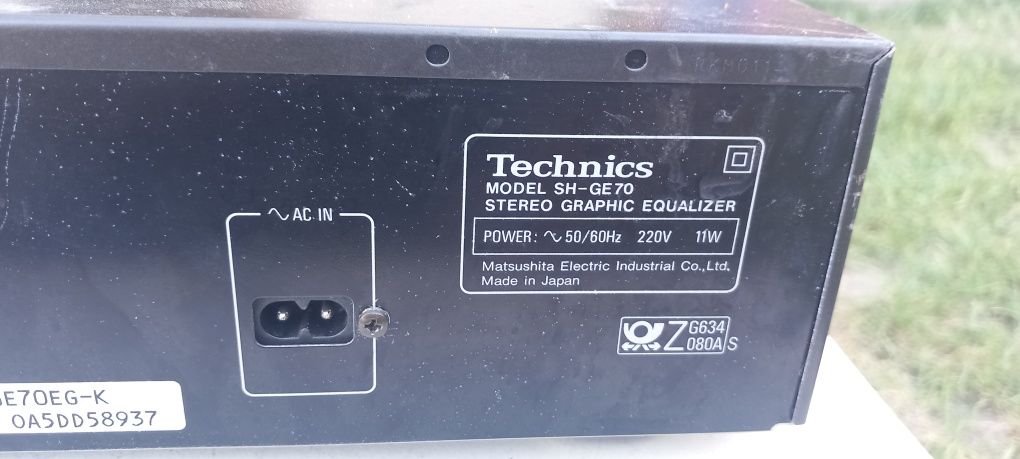 Technics
MODEL SH-GE70
STEREO GRAPHIC EQUALIZER
AC IN
POWER: ∿ 50/60Hz 220V 11W
Matsushita Electric Industrial Co.,Ltd.
Made in Japan
Z G634
080A S
GE70EG-K
0A5DD58937